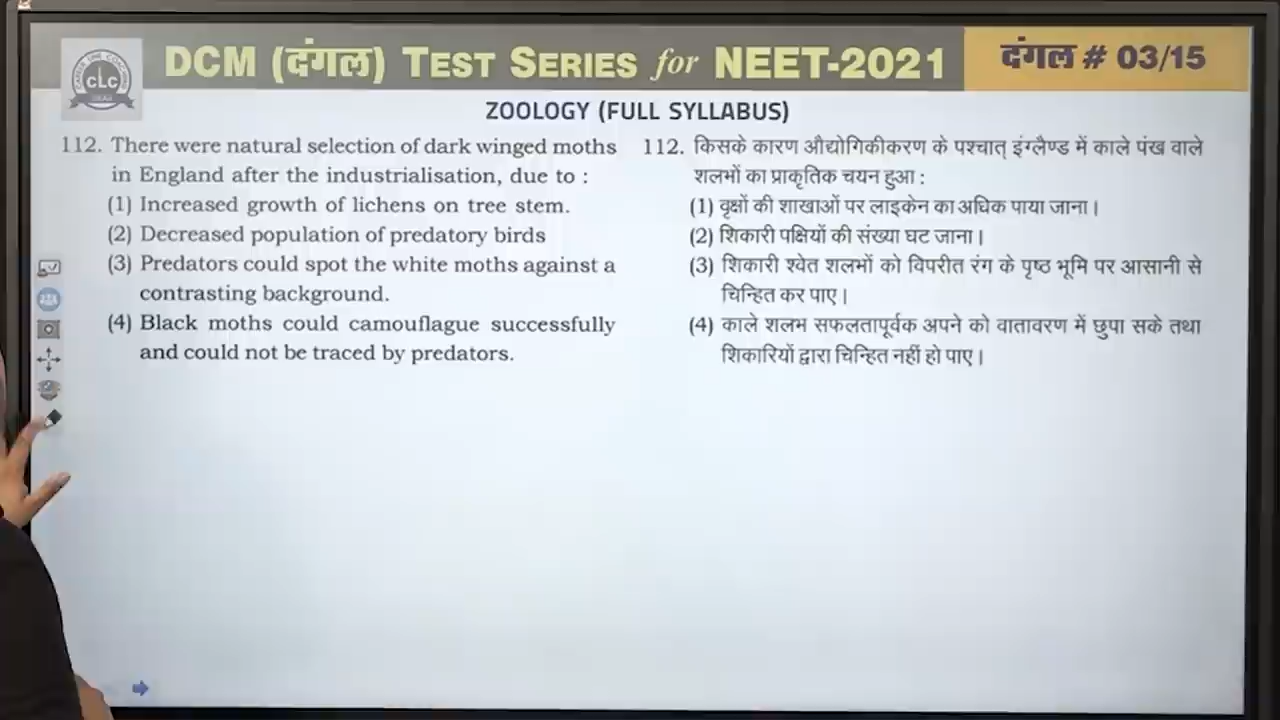 DCM (दंगल) TEST SERIES for NEET-2021
दंगल # 03/15
CLC
ZOOLOGY (FULL SYLLABUS)
112. There were natural selection of dark winged moths
in England after the industrialisation, due to :
(1) Increased growth of lichens on tree stem.
(2) Decreased population of predatory birds
(3) Predators could spot the white moths against a
contrasting background.
(4) Black moths could camouflague successfully
and could not be traced by predators.
112. किसके कारण औद्योगिकीकरण के पश्चात् इंग्लैण्ड में काले पंख वाले
शलभों का प्राकृतिक चयन हुआ :
(1) वृक्षों की शाखाओं पर लाइकेन का अधिक पाया जाना।
(2) शिकारी पक्षियों की संख्या घट जाना।
(3) शिकारी श्वेत शलभों को विपरीत रंग के पृष्ठ भूमि पर आसानी से
चिन्हित कर पाए।
(4) काले शलभ सफलतापूर्वक अपने को वातावरण में छुपा सके तथा
शिकारियों द्वारा चिन्हित नहीं हो पाए।